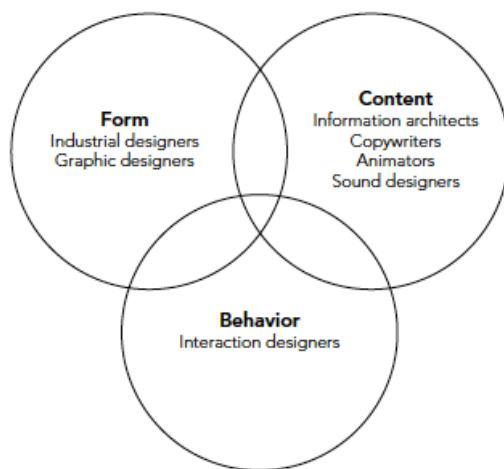 Form
Industrial designers
Graphic designers
Content
Information architects
Copywriters
Animators
Sound designers
Behavior
Interaction designers